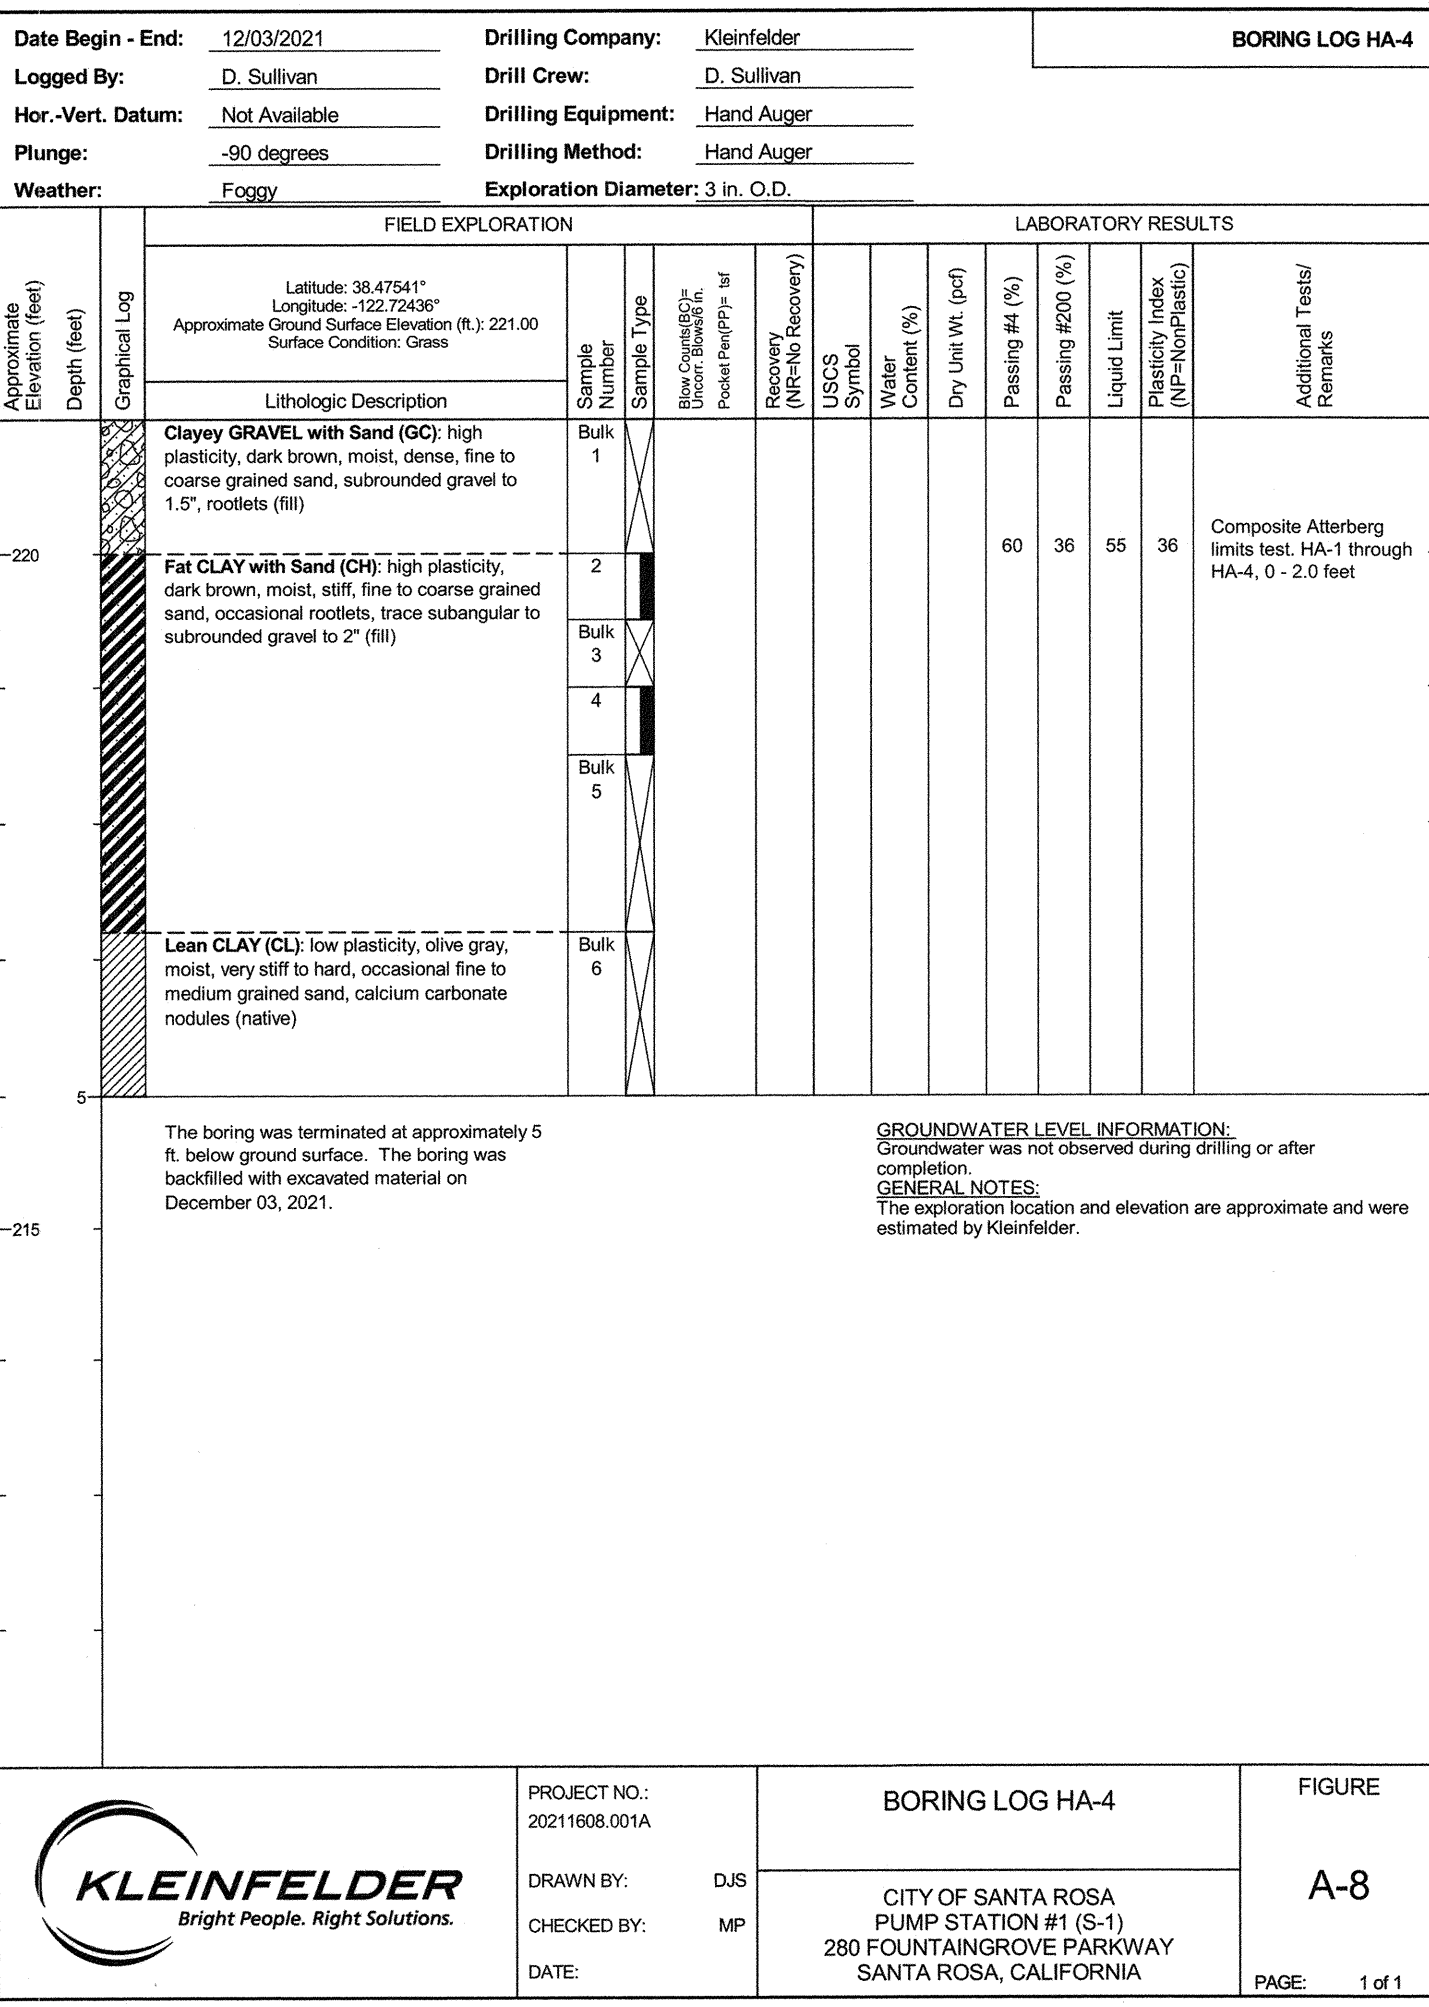 Date Begin - End: 12/03/2021 Drilling Company: Kleinfelder BORING LOG HA-4
Logged By: D. Sullivan Drill Crew: D. Sullivan
Hor.-Vert. Datum: Not Available Drilling Equipment: Hand Auger
Plunge: -90 degrees Drilling Method: Hand Auger
Weather: Foggy Exploration Diameter: 3 in. O.D.
FIELD EXPLORATION LABORATORY RESULTS
Approximate
Elevation (feet)
Depth (feet)
Graphical Log
Latitude: 38.47541°
Longitude: -122.72436°
Approximate Ground Surface Elevation (ft.): 221.00
Surface Condition: Grass
Lithologic Description
Sample
Number
Sample Type
Blow Counts(BC)=
Uncorr. Blows/6 in.
Pocket Pen(PP)= tsf
Recovery
(NR=No Recovery)
USCS
Symbol
Water
Content (%)
Dry Unit Wt. (pcf)
Passing #4 (%)
Passing #200 (%)
Liquid Limit
Plasticity Index
(NP=NonPlastic)
Additional Tests/
Remarks
Clayey GRAVEL with Sand (GC): high
plasticity, dark brown, moist, dense, fine to
coarse grained sand, subrounded gravel to
1.5", rootlets (fill)
Bulk
1
220
60 36 55 36
Composite Atterberg
limits test. HA-1 through
HA-4, 0 - 2.0 feet
Fat CLAY with Sand (CH): high plasticity,
dark brown, moist, stiff, fine to coarse grained
sand, occasional rootlets, trace subangular to
subrounded gravel to 2" (fill)
2
Bulk
3
4
Bulk
5
Lean CLAY (CL): low plasticity, olive gray,
moist, very stiff to hard, occasional fine to
medium grained sand, calcium carbonate
nodules (native)
Bulk
6
5
The boring was terminated at approximately 5
ft. below ground surface. The boring was
backfilled with excavated material on
December 03, 2021.
GROUNDWATER LEVEL INFORMATION:
Groundwater was not observed during drilling or after
completion.
GENERAL NOTES:
The exploration location and elevation are approximate and were
estimated by Kleinfelder.
215
KLEINFELDER
Bright People. Right Solutions.
PROJECT NO.:
20211608.001A
DRAWN BY: DJS
CHECKED BY: MP
DATE:
BORING LOG HA-4
CITY OF SANTA ROSA
PUMP STATION #1 (S-1)
280 FOUNTAINGROVE PARKWAY
SANTA ROSA, CALIFORNIA
FIGURE
A-8
PAGE: 1 of 1